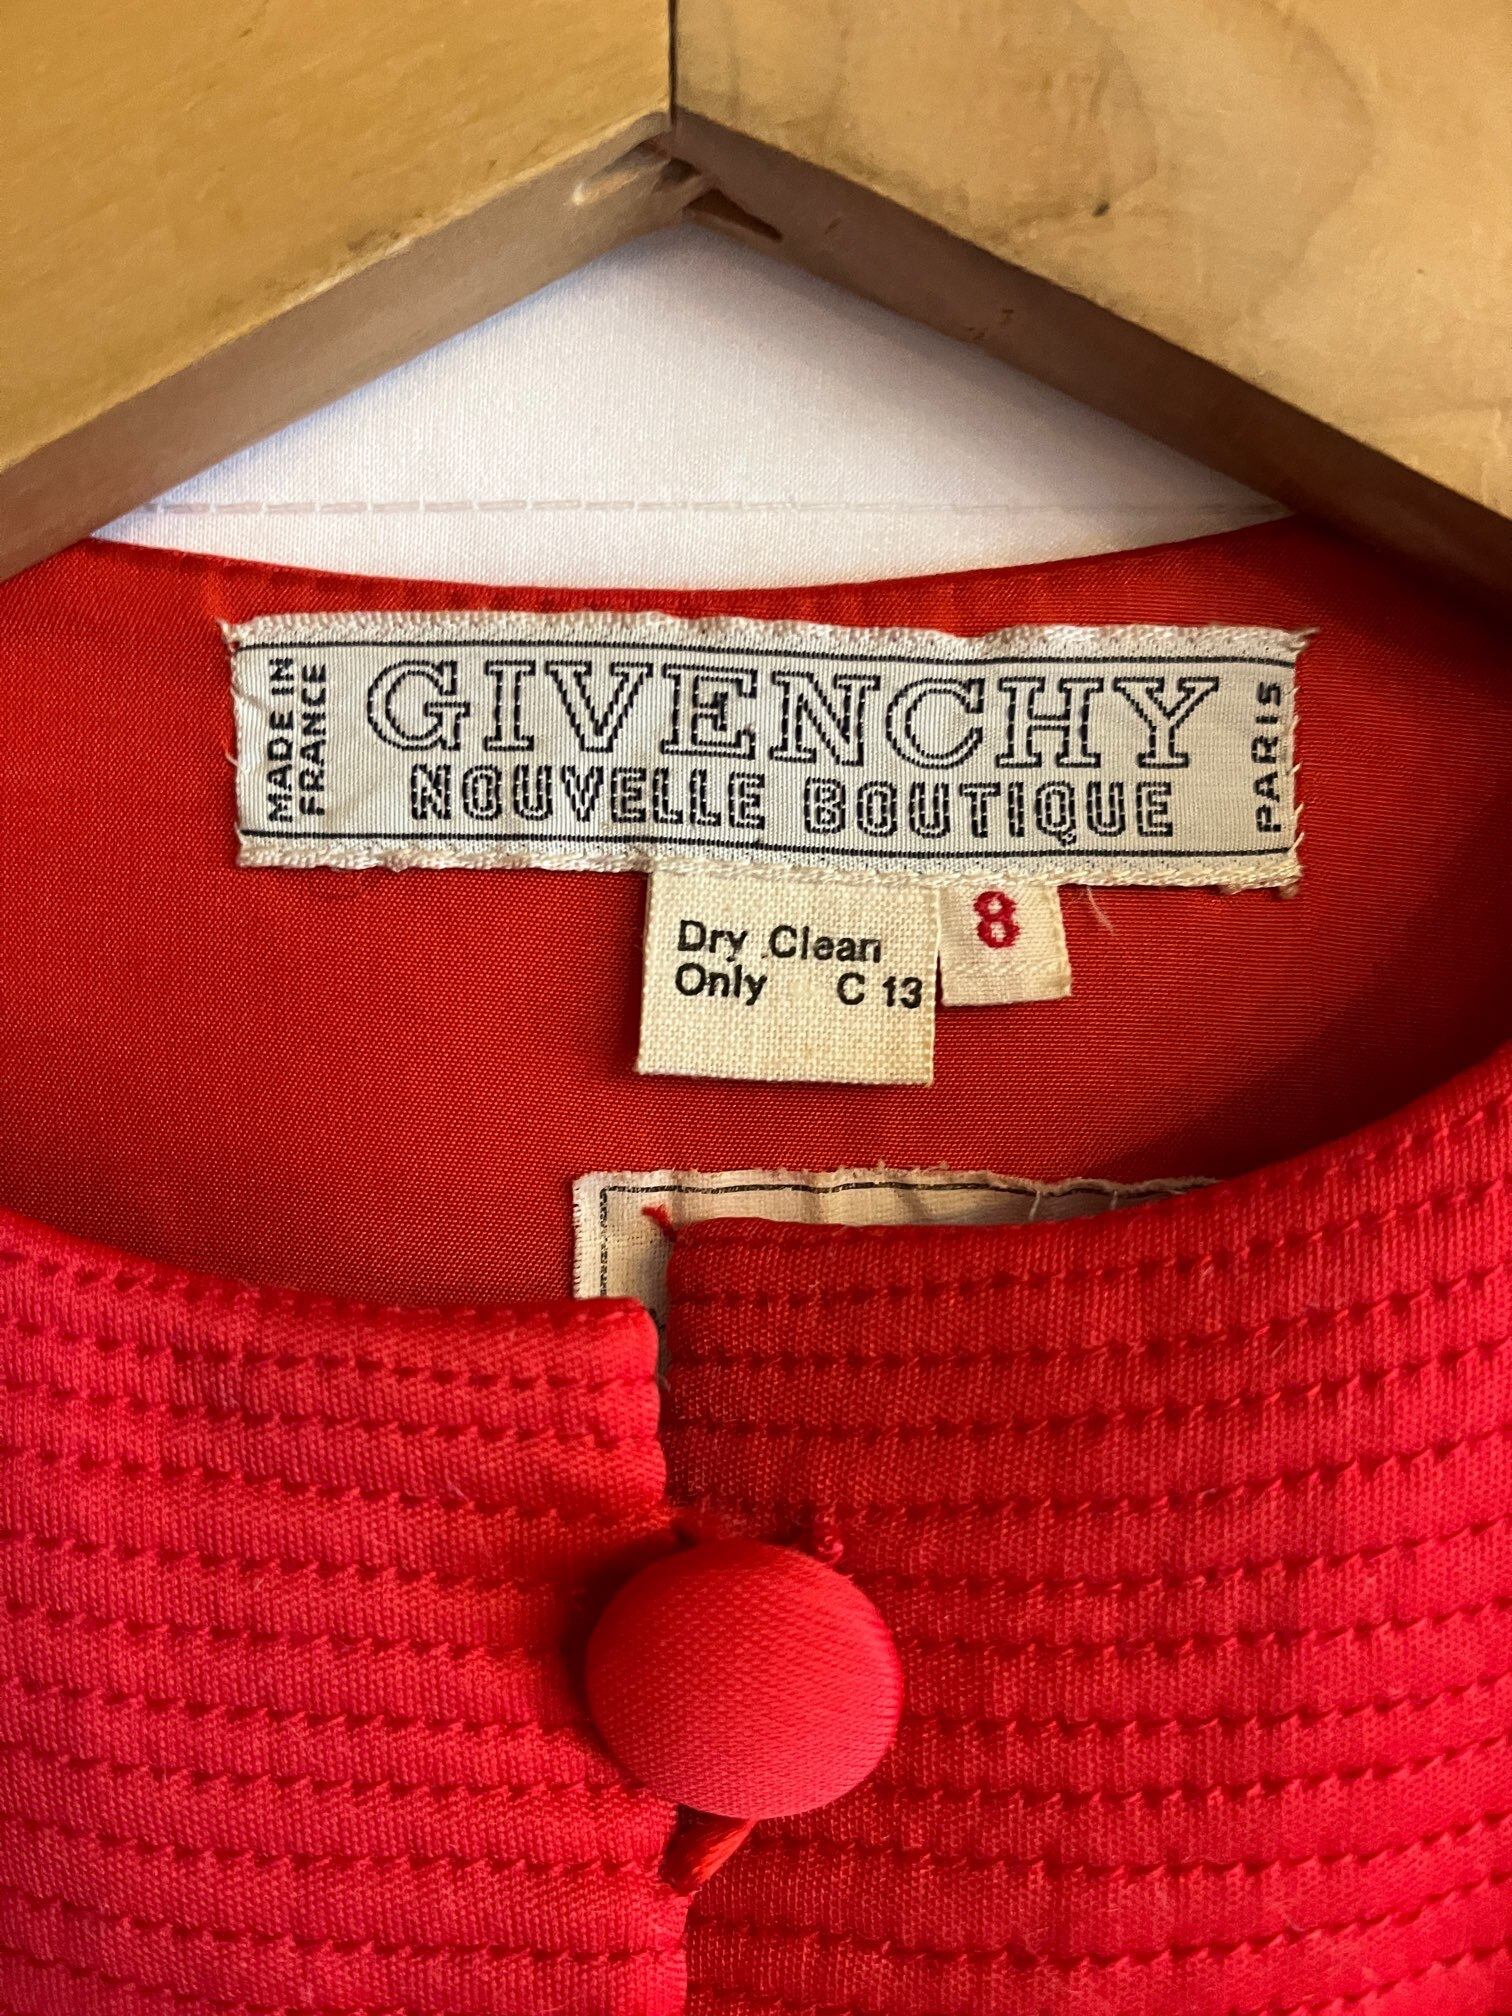 MADE IN
FRANCE
GIVENCHY
NOUVELLE BOUTIQUE
PARIS
Dry Clean
Only C 13
8